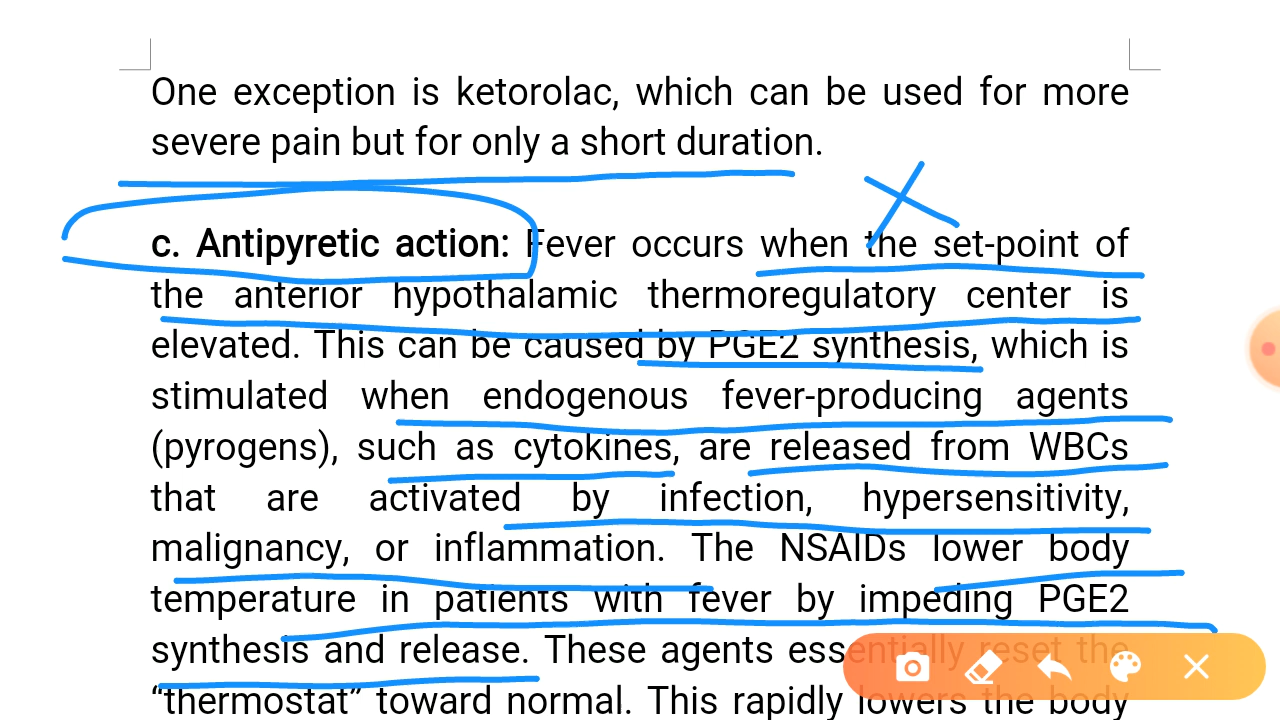 One exception is ketorolac, which can be used for more
severe pain but for only a short duration.
c. Antipyretic action: Fever occurs when the set-point of
the anterior hypothalamic thermoregulatory center is
elevated. This can be caused by PGE2 synthesis, which is
stimulated when endogenous fever-producing agents
(pyrogens), such as cytokines, are released from WBCs
that are activated by infection, hypersensitivity,
malignancy, or inflammation. The NSAIDs lower body
temperature in patients with fever by impeding PGE2
synthesis and release. These agents essentially reset the
“thermostat” toward normal. This rapidly lowers the body